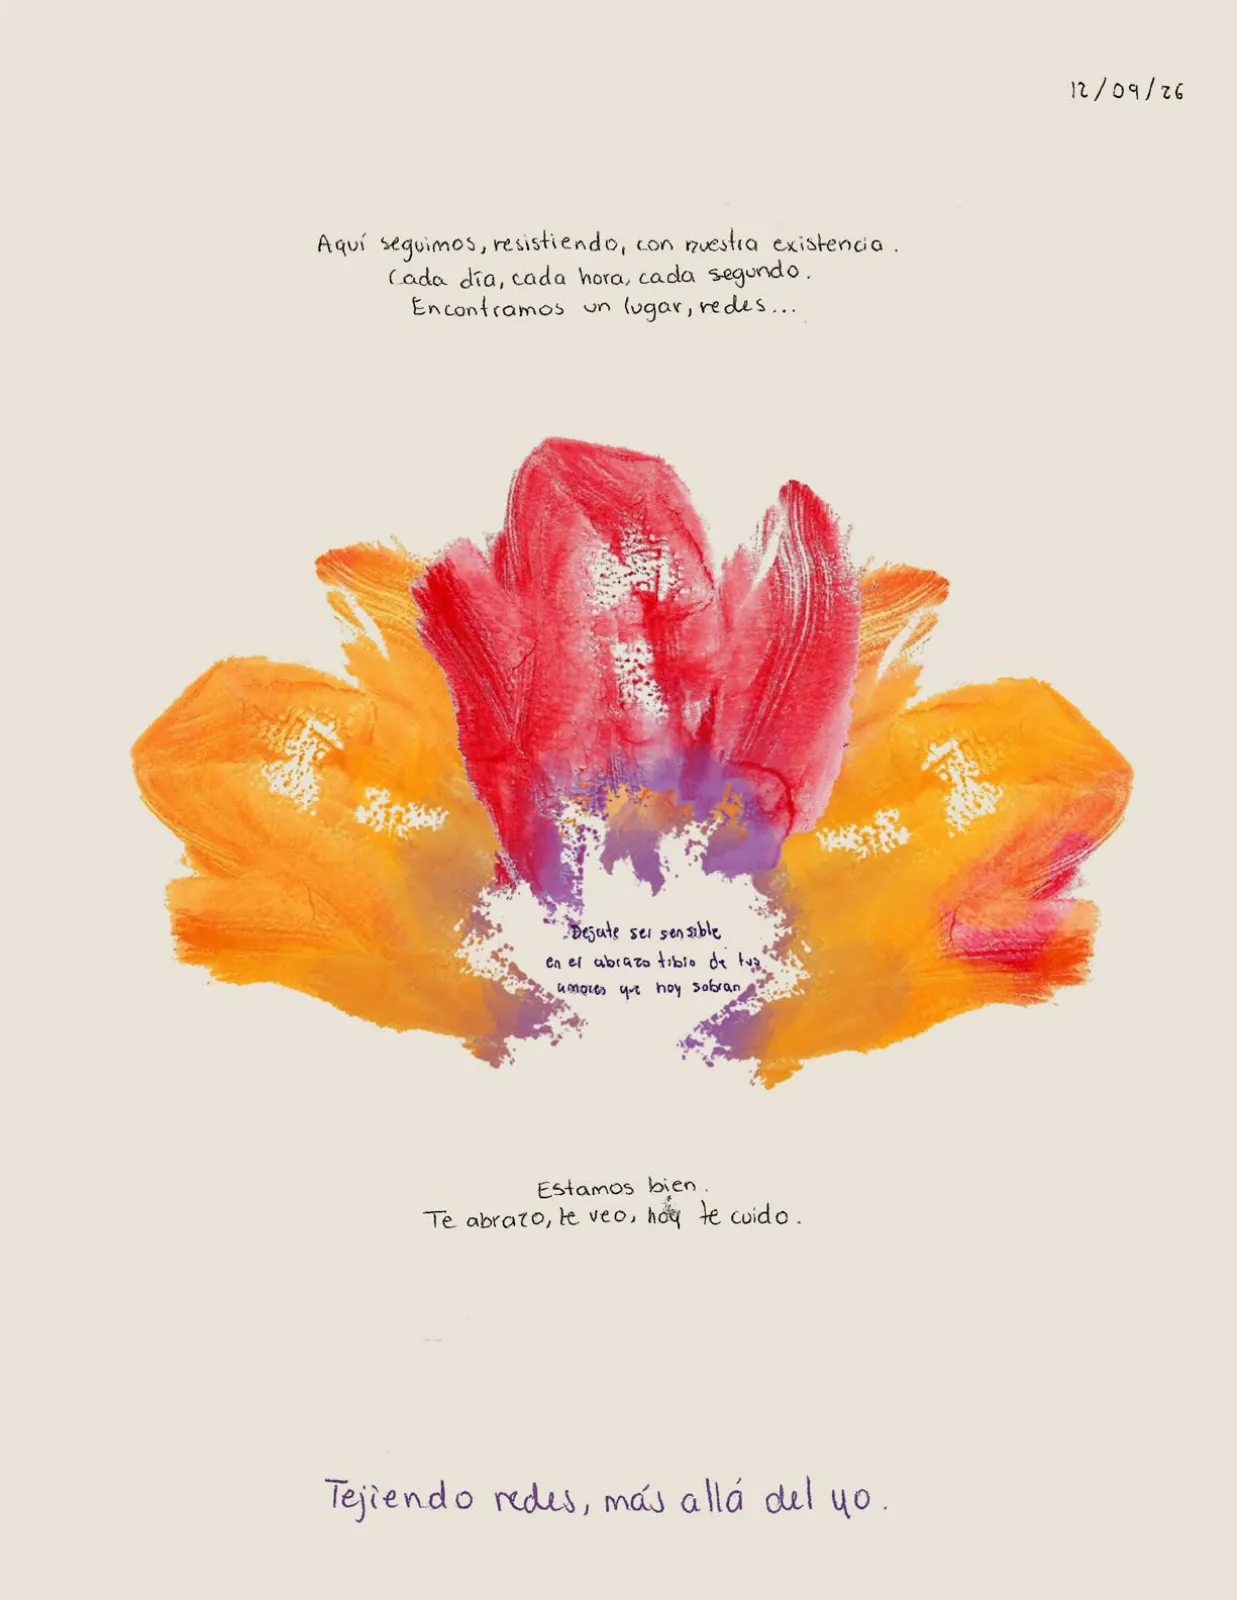 12/09/26
Aquí seguimos, resistiendo, con nuestra existencia.
Cada día, cada hora, cada segundo.
Encontramos un lugar, redes...
Dejate ser sensible
en el abrazo tibio de tus
amores que hoy sobran
Estamos bien.
Te abrazo, te veo, hoy te cuido.
Tejiendo redes, más allá del yo.